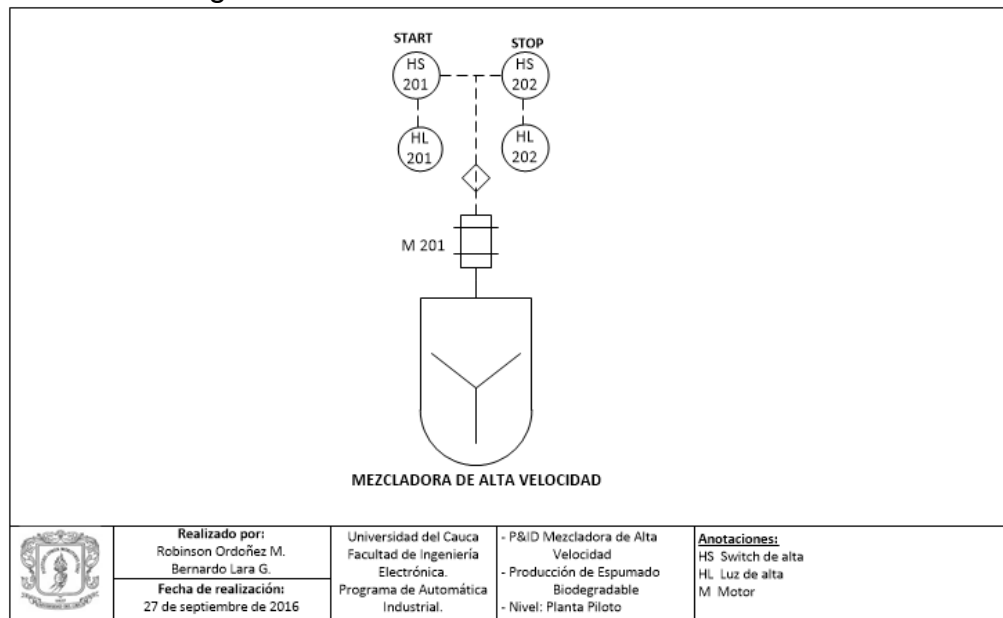 START
STOP
HS
201
HS
202
HL
201
HL
202
M 201
MEZCLADORA DE ALTA VELOCIDAD
Realizado por:
Robinson Ordoñez M.
Bernardo Lara G.
Fecha de realización:
27 de septiembre de 2016
Universidad del Cauca
Facultad de Ingeniería
Electrónica.
Programa de Automática
Industrial.
- P&ID Mezcladora de Alta
Velocidad
- Producción de Espumado
Biodegradable
- Nivel: Planta Piloto
Anotaciones:
HS Switch de alta
HL Luz de alta
M Motor